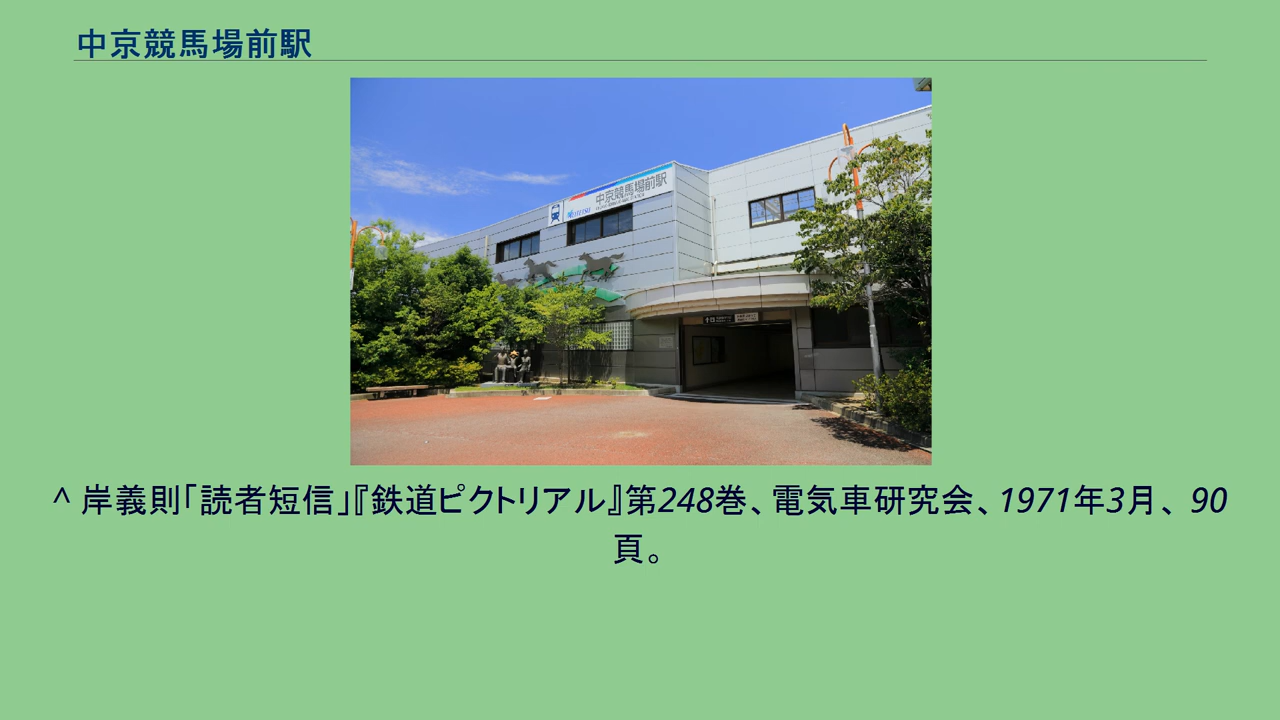 中京競馬場前駅
中京競馬場前駅
^ 岸義則「読者短信」『鉄道ピクトリアル』第248巻、電気車研究会、1971年3月、90
頁。